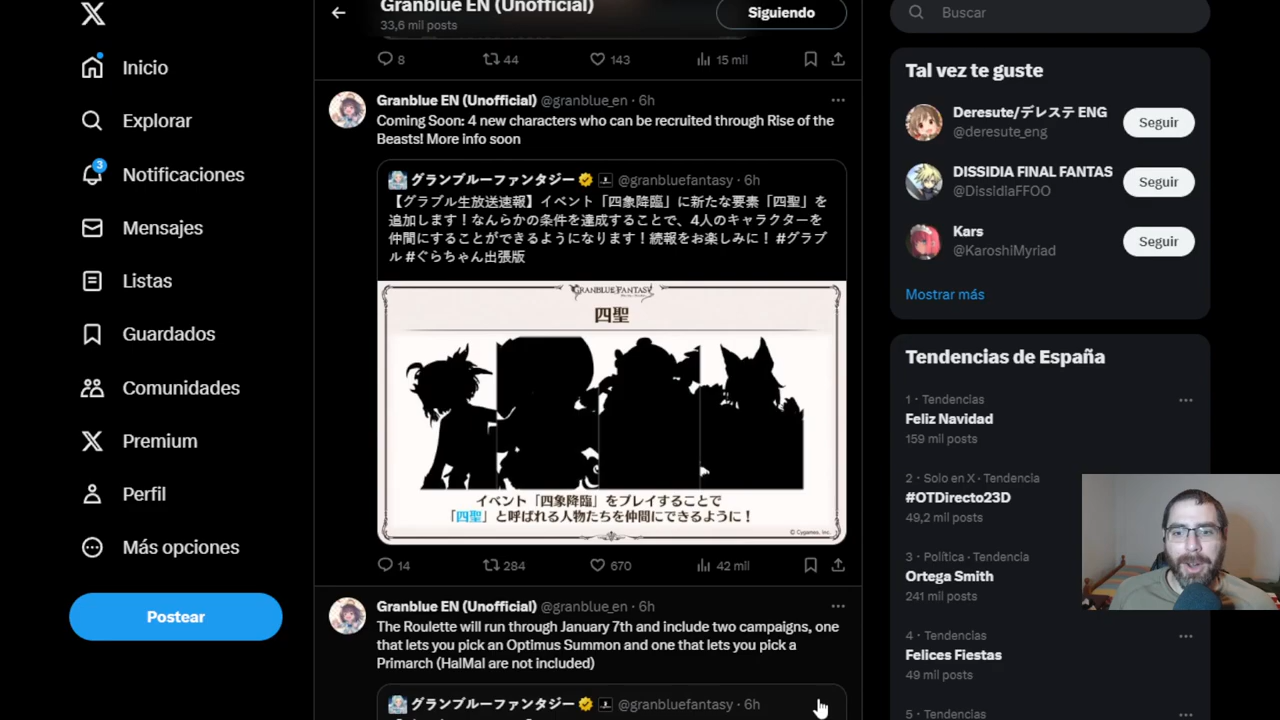 Inicio
Explorar
3
Notificaciones
Mensajes
Listas
Guardados
Comunidades
Premium
Perfil
Más opciones
Postear
Granblue EN (Unofficial)
33,6 mil posts
Siguiendo
8
44
143
15 mil
Granblue EN (Unofficial) @granblue_en · 6h
Coming Soon: 4 new characters who can be recruited through Rise of the
Beasts! More info soon
グランブルーファンタジー @granbluefantasy · 6h
【グラブル生放送速報】イベント「四象降臨」に新たな要素「四聖」を
追加します！なんらかの条件を達成することで、4人のキャラクターを
仲間にすることができるようになります！続報をお楽しみに！ #グラブ
ル #ぐらちゃん出張版
GRANBLUE FANTASY
四聖
イベント「四象降臨」をプレイすることで
「四聖」と呼ばれる人物たちを仲間にできるように！
© Cygames, Inc.
14
284
670
42 mil
Granblue EN (Unofficial) @granblue_en · 6h
The Roulette will run through January 7th and include two campaigns, one
that lets you pick an Optimus Summon and one that lets you pick a
Primarch (HalMal are not included)
グランブルーファンタジー @granbluefantasy · 6h
Buscar
Tal vez te guste
Deresute/デレステ ENG
@deresute_eng
Seguir
DISSIDIA FINAL FANTAS
@DissidiaFFOO
Seguir
Kars
@KaroshiMyriad
Seguir
Mostrar más
Tendencias de España
1 · Tendencias
Feliz Navidad
159 mil posts
2 · Solo en X · Tendencia
#OTDirecto23D
49,2 mil posts
3 · Política · Tendencia
Ortega Smith
241 mil posts
4 · Tendencias
Felices Fiestas
49 mil posts
5 · Tendencias